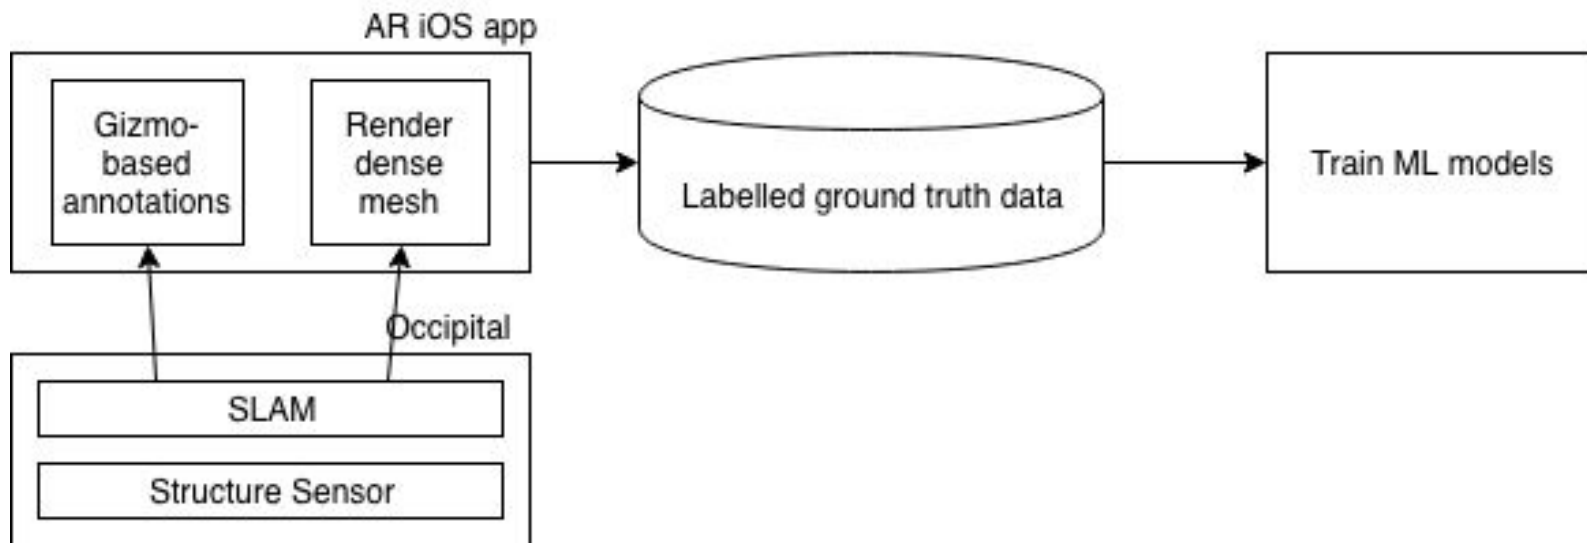 AR iOS app
Gizmo-
based
annotations
Render
dense
mesh
Labelled ground truth data
Train ML models
Occipital
SLAM
Structure Sensor